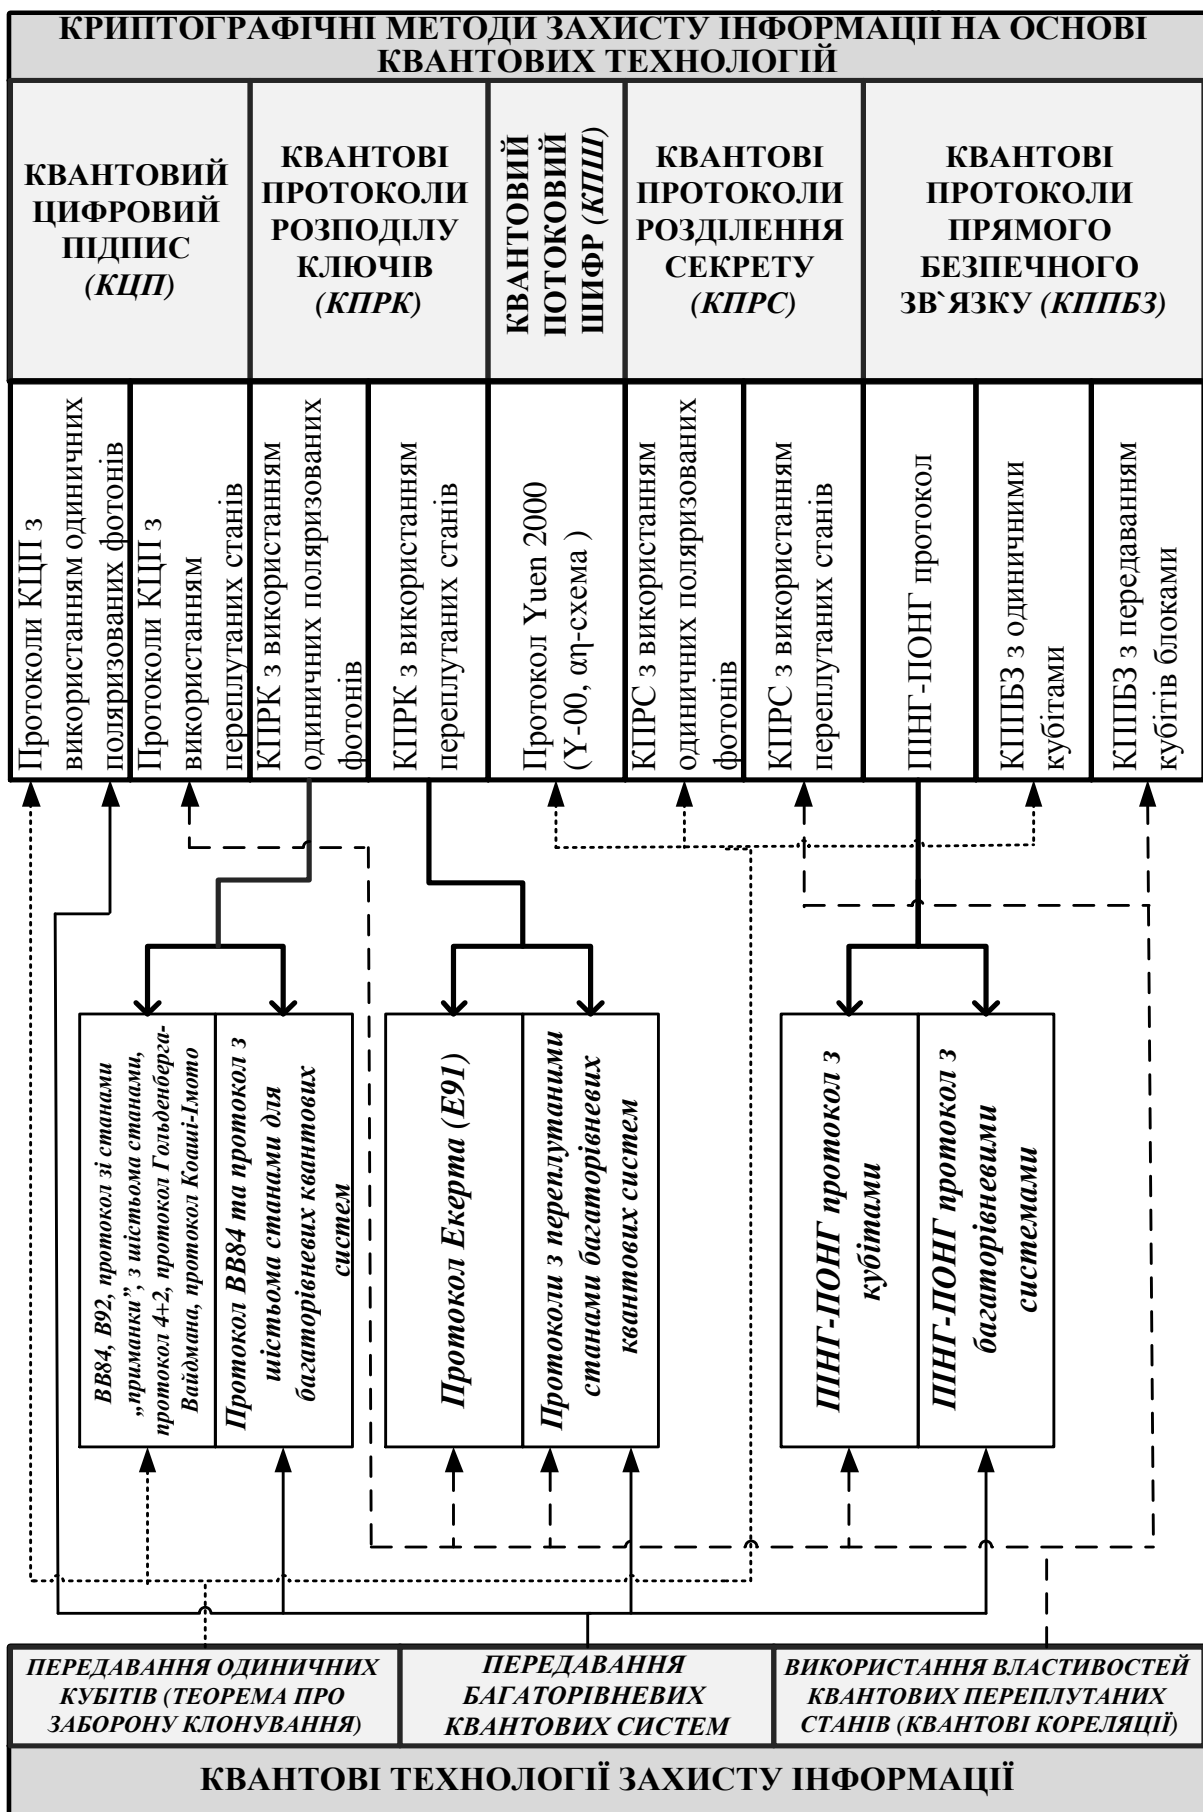 КРИПТОГРАФІЧНІ МЕТОДИ ЗАХИСТУ ІНФОРМАЦІЇ НА ОСНОВІ
КВАНТОВИХ ТЕХНОЛОГІЙ
КВАНТОВИЙ
ЦИФРОВИЙ
ПІДПИС
(КЦП)
КВАНТОВІ
ПРОТОКОЛИ
РОЗПОДІЛУ
КЛЮЧІВ
(КПРК)
КВАНТОВИЙ
ПОТОКОВИЙ
ШИФР (КПШ)
КВАНТОВІ
ПРОТОКОЛИ
РОЗДІЛЕННЯ
СЕКРЕТУ
(КПРС)
КВАНТОВІ
ПРОТОКОЛИ
ПРЯМОГО
БЕЗПЕЧНОГО
ЗВ`ЯЗКУ (КППБЗ)
Протоколи КЦП з
використанням одиничних
поляризованих фотонів
Протоколи КЦП з
використанням
переплутаних станів
КПРК з використанням
одиничних поляризованих
фотонів
КПРК з використанням
переплутаних станів
Протокол Yuen 2000
(Y-00, αη-схема )
КПРС з використанням
одиничних поляризованих
фотонів
КПРС з використанням
переплутаних станів
ПІНГ-ПОНГ протокол
КППБЗ з одиничними
кубітами
КППБЗ з передаванням
кубітів блоками
BB84, B92, протокол зі станами
„приманки”, з шістьома станами,
протокол 4+2, протокол Гольденберга-
Вайдмана, протокол Коаші-Імото
Протокол BB84 та протокол з
шістьома станами для
багаторівневих квантових
систем
Протокол Екерта (E91)
Протоколи з переплутаними
станами багаторівневих
квантових систем
ПІНГ-ПОНГ протокол з
кубітами
ПІНГ-ПОНГ протокол з
багаторівневими
системами
ПЕРЕДАВАННЯ ОДИНИЧНИХ
КУБІТІВ (ТЕОРЕМА ПРО
ЗАБОРОНУ КЛОНУВАННЯ)
ПЕРЕДАВАННЯ
БАГАТОРІВНЕВИХ
КВАНТОВИХ СИСТЕМ
ВИКОРИСТАННЯ ВЛАСТИВОСТЕЙ
КВАНТОВИХ ПЕРЕПЛУТАНИХ
СТАНІВ (КВАНТОВІ КОРЕЛЯЦІЇ)
КВАНТОВІ ТЕХНОЛОГІЇ ЗАХИСТУ ІНФОРМАЦІЇ